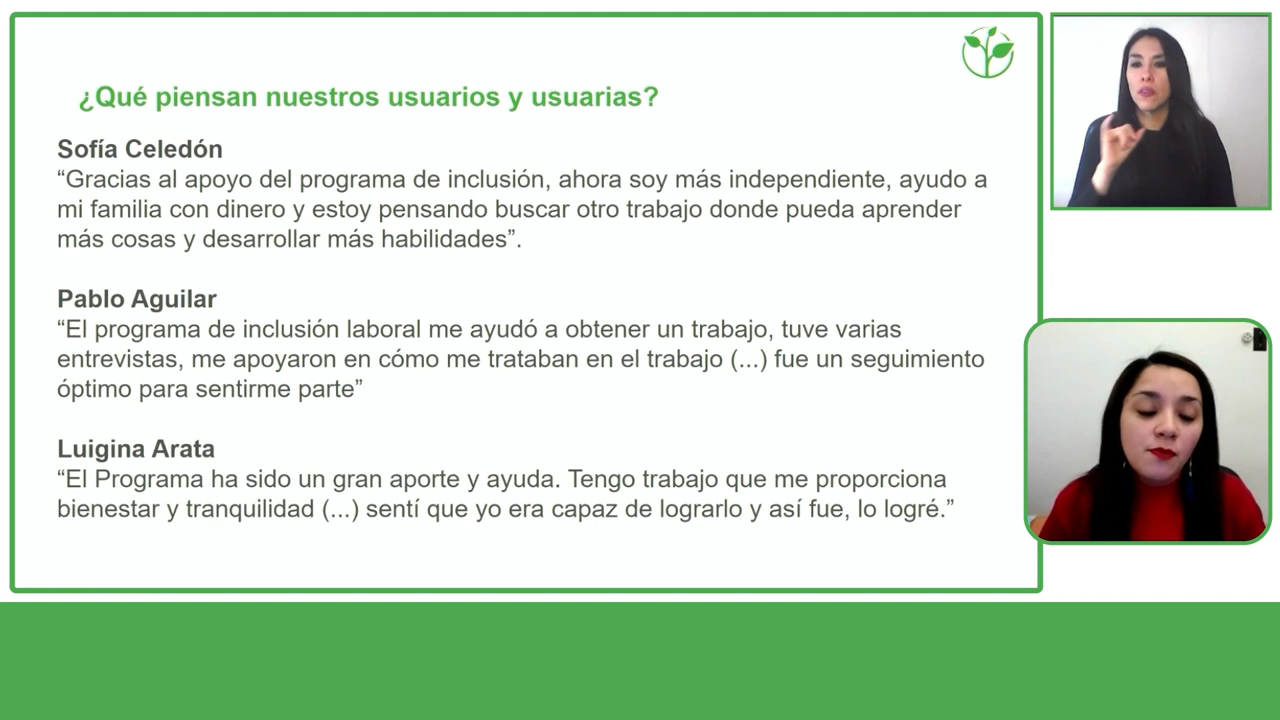 ¿Qué piensan nuestros usuarios y usuarias?
Sofía Celedón
“Gracias al apoyo del programa de inclusión, ahora soy más independiente, ayudo a
mi familia con dinero y estoy pensando buscar otro trabajo donde pueda aprender
más cosas y desarrollar más habilidades”.
Pablo Aguilar
“El programa de inclusión laboral me ayudó a obtener un trabajo, tuve varias
entrevistas, me apoyaron en cómo me trataban en el trabajo (...) fue un seguimiento
óptimo para sentirme parte”
Luigina Arata
“El Programa ha sido un gran aporte y ayuda. Tengo trabajo que me proporciona
bienestar y tranquilidad (...) sentí que yo era capaz de lograrlo y así fue, lo logré.”